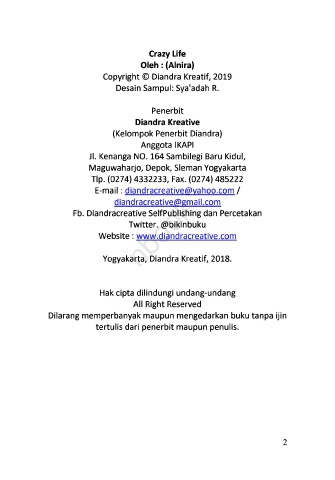 Crazy Life
Oleh : (Alnira)
Copyright © Diandra Kreatif, 2019
Desain Sampul: Sya'adah R.
Penerbit
Diandra Kreative
(Kelompok Penerbit Diandra)
Anggota IKAPI
Jl. Kenanga NO. 164 Sambilegi Baru Kidul,
Maguwaharjo, Depok, Sleman Yogyakarta
Tlp. (0274) 4332233, Fax. (0274) 485222
E-mail : diandracreative@yahoo.com /
diandracreative@gmail.com
Fb. Diandracreative SelfPublishing dan Percetakan
Twitter. @bikinbuku
Website : www.diandracreative.com
Yogyakarta, Diandra Kreatif, 2018.
Hak cipta dilindungi undang-undang
All Right Reserved
Dilarang memperbanyak maupun mengedarkan buku tanpa ijin
tertulis dari penerbit maupun penulis.
2